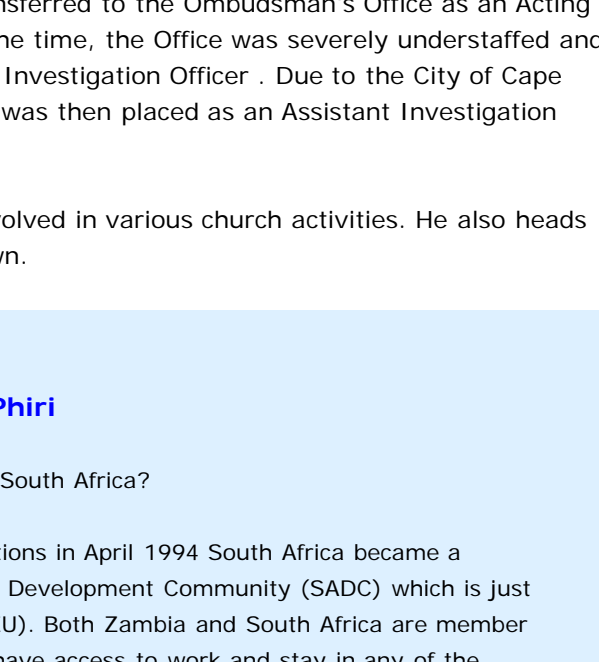 nsferred to the Ombudsman's Office as an Acting
he time, the Office was severely understaffed and
Investigation Officer . Due to the City of Cape
was then placed as an Assistant Investigation
volved in various church activities. He also heads
wn.
Phiri
South Africa?
tions in April 1994 South Africa became a
Development Community (SADC) which is just
EU). Both Zambia and South Africa are member
have access to work and stay in any of the